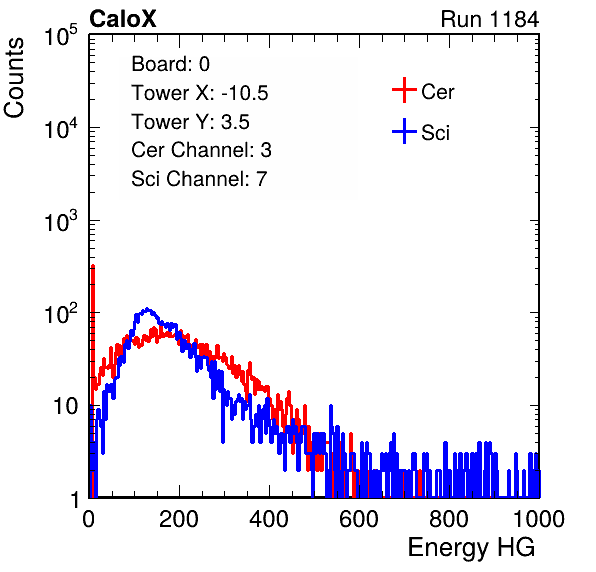 CaloX Run 1184
Counts
10^5
10^4
10^3
10^2
10
1
Board: 0
Tower X: -10.5
Tower Y: 3.5
Cer Channel: 3
Sci Channel: 7
Cer
Sci
0 200 400 600 800 1000
Energy HG